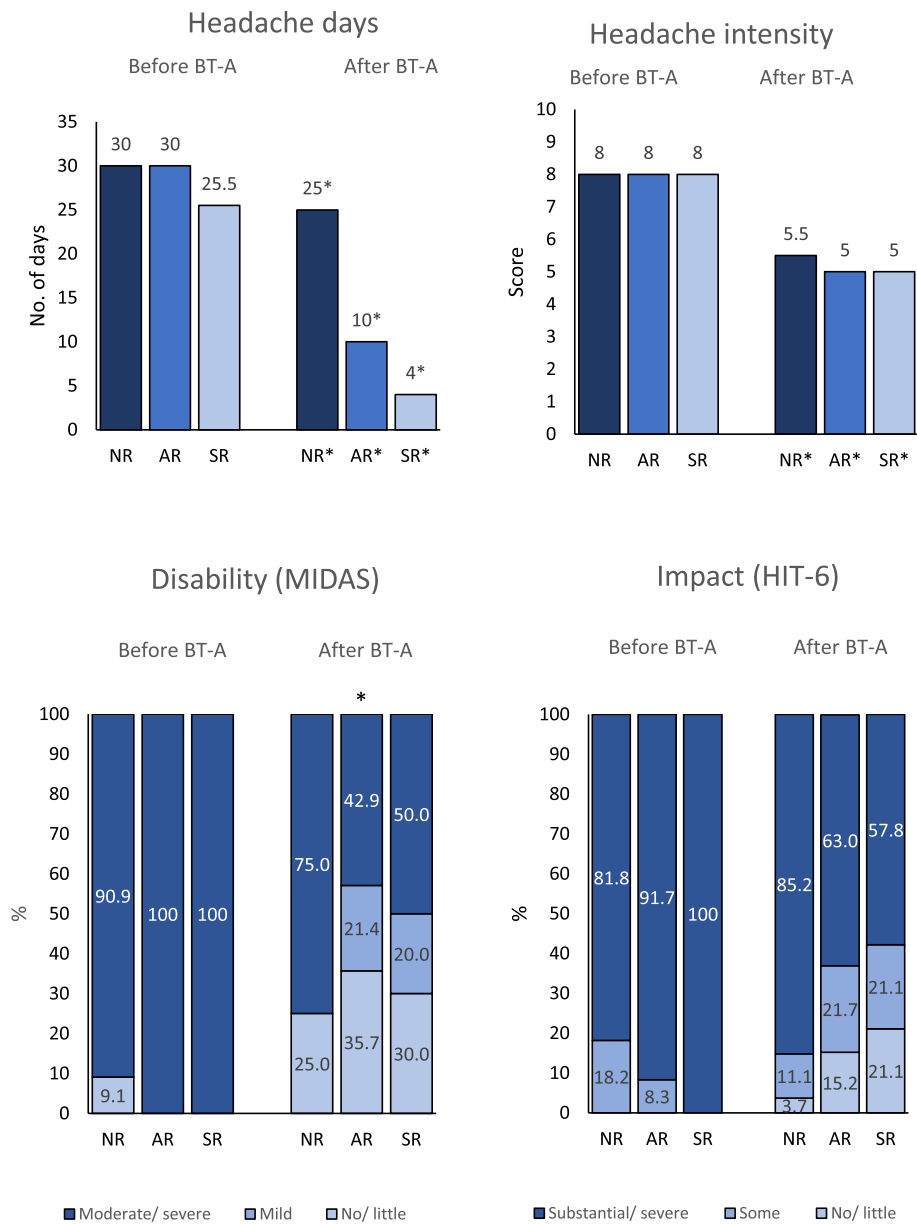 Headache days
Before BT-A After BT-A
No. of days
35
30
25
20
15
10
5
0
30 30 25.5 25* 10* 4*
NR AR SR NR* AR* SR*
Headache intensity
Before BT-A After BT-A
Score
10
9
8
7
6
5
4
3
2
1
0
8 8 8 5.5 5 5
NR AR SR NR* AR* SR*
Disability (MIDAS)
Before BT-A After BT-A
*
%
100
90
80
70
60
50
40
30
20
10
0
90.9 100 100 75.0 42.9 50.0
21.4 20.0
9.1 25.0 35.7 30.0
NR AR SR NR AR SR
Moderate/ severe Mild No/ little
Impact (HIT-6)
Before BT-A After BT-A
%
100
90
80
70
60
50
40
30
20
10
0
81.8 91.7 100 85.2 63.0 57.8
18.2 8.3 11.1 21.7 21.1
3.7 15.2 21.1
NR AR SR NR AR SR
Substantial/ severe Some No/ little